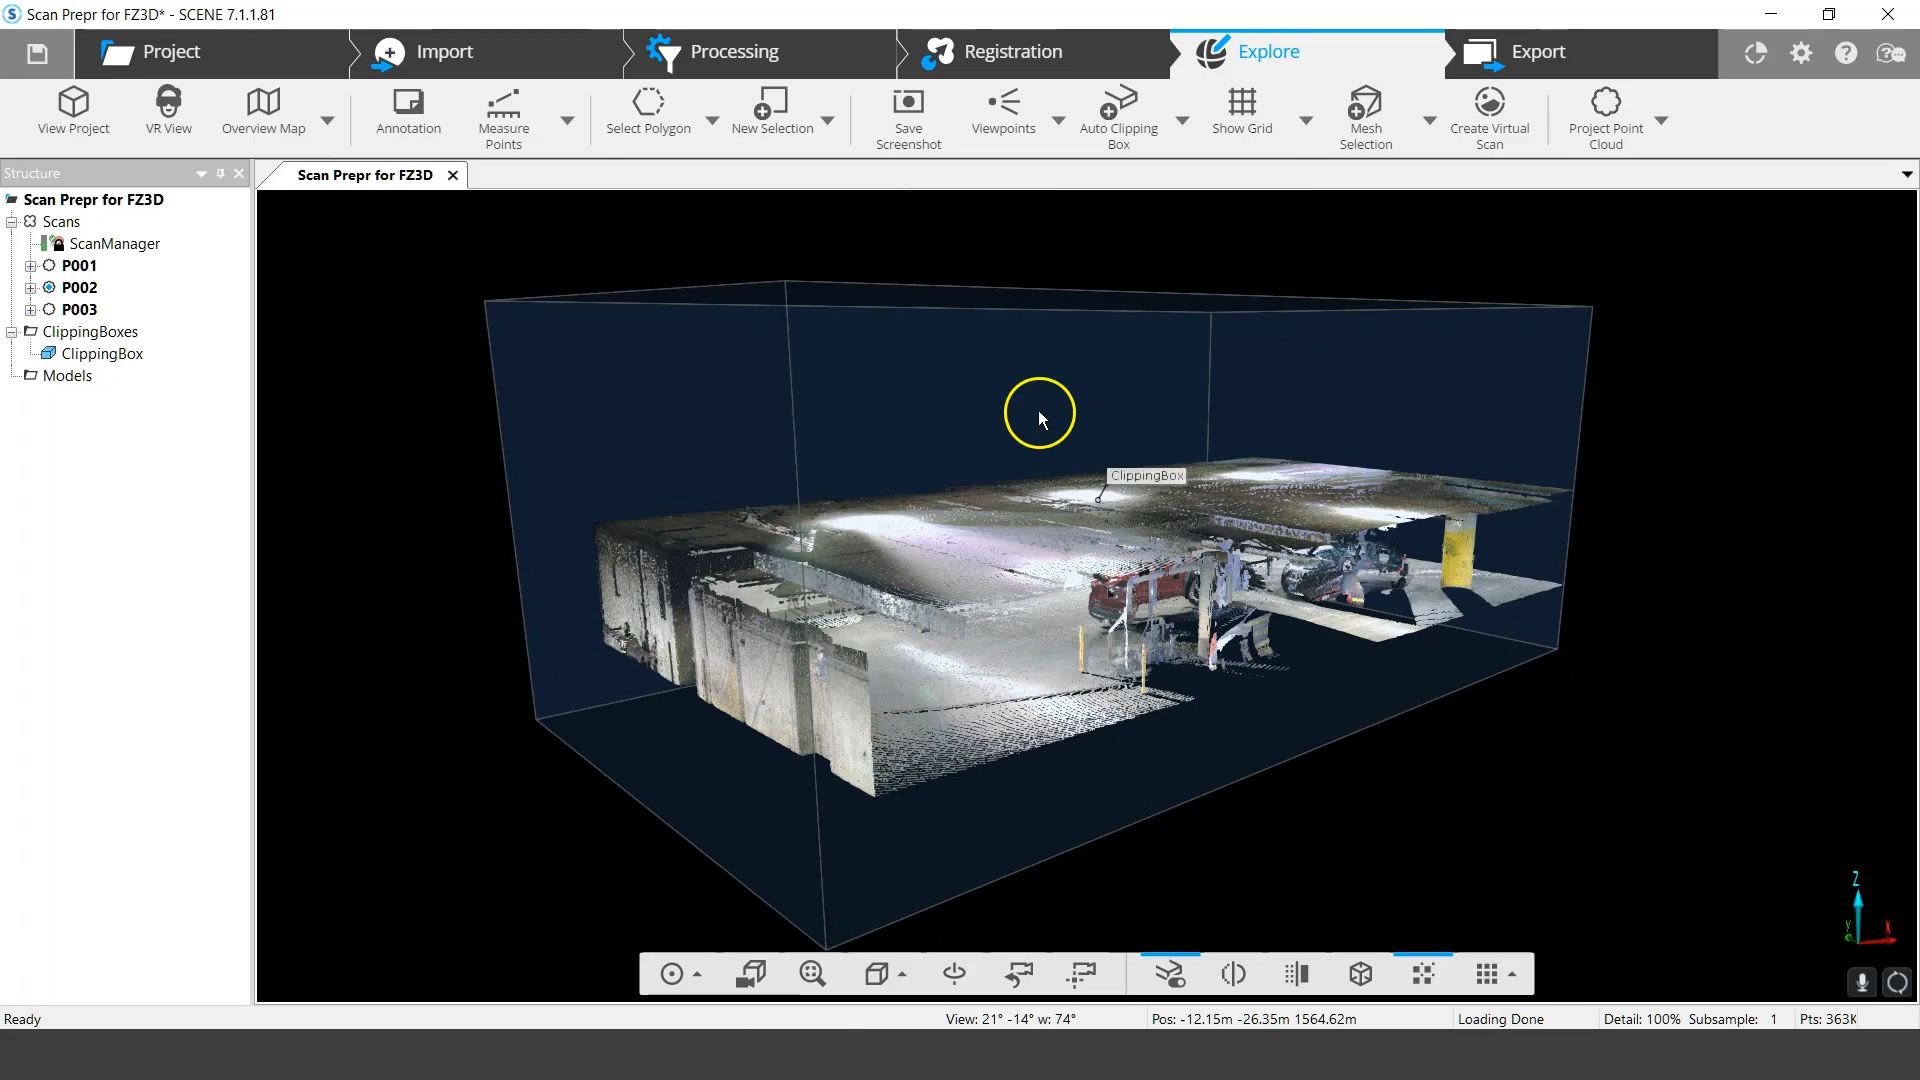 Scan Prepr for FZ3D* - SCENE 7.1.1.81
Project
Import
Processing
Registration
Explore
Export
View Project
VR View
Overview Map
Annotation
Measure
Points
Select Polygon
New Selection
Save
Screenshot
Viewpoints
Auto Clipping
Box
Show Grid
Mesh
Selection
Create Virtual
Scan
Project Point
Cloud
Structure
Scan Prepr for FZ3D
Scan Prepr for FZ3D
Scans
ScanManager
P001
P002
P003
ClippingBoxes
ClippingBox
Models
ClippingBox
Z
y
X
Ready
View: 21° -14° w: 74°
Pos: -12.15m -26.35m 1564.62m
Loading Done
Detail: 100% Subsample: 1
Pts: 363K